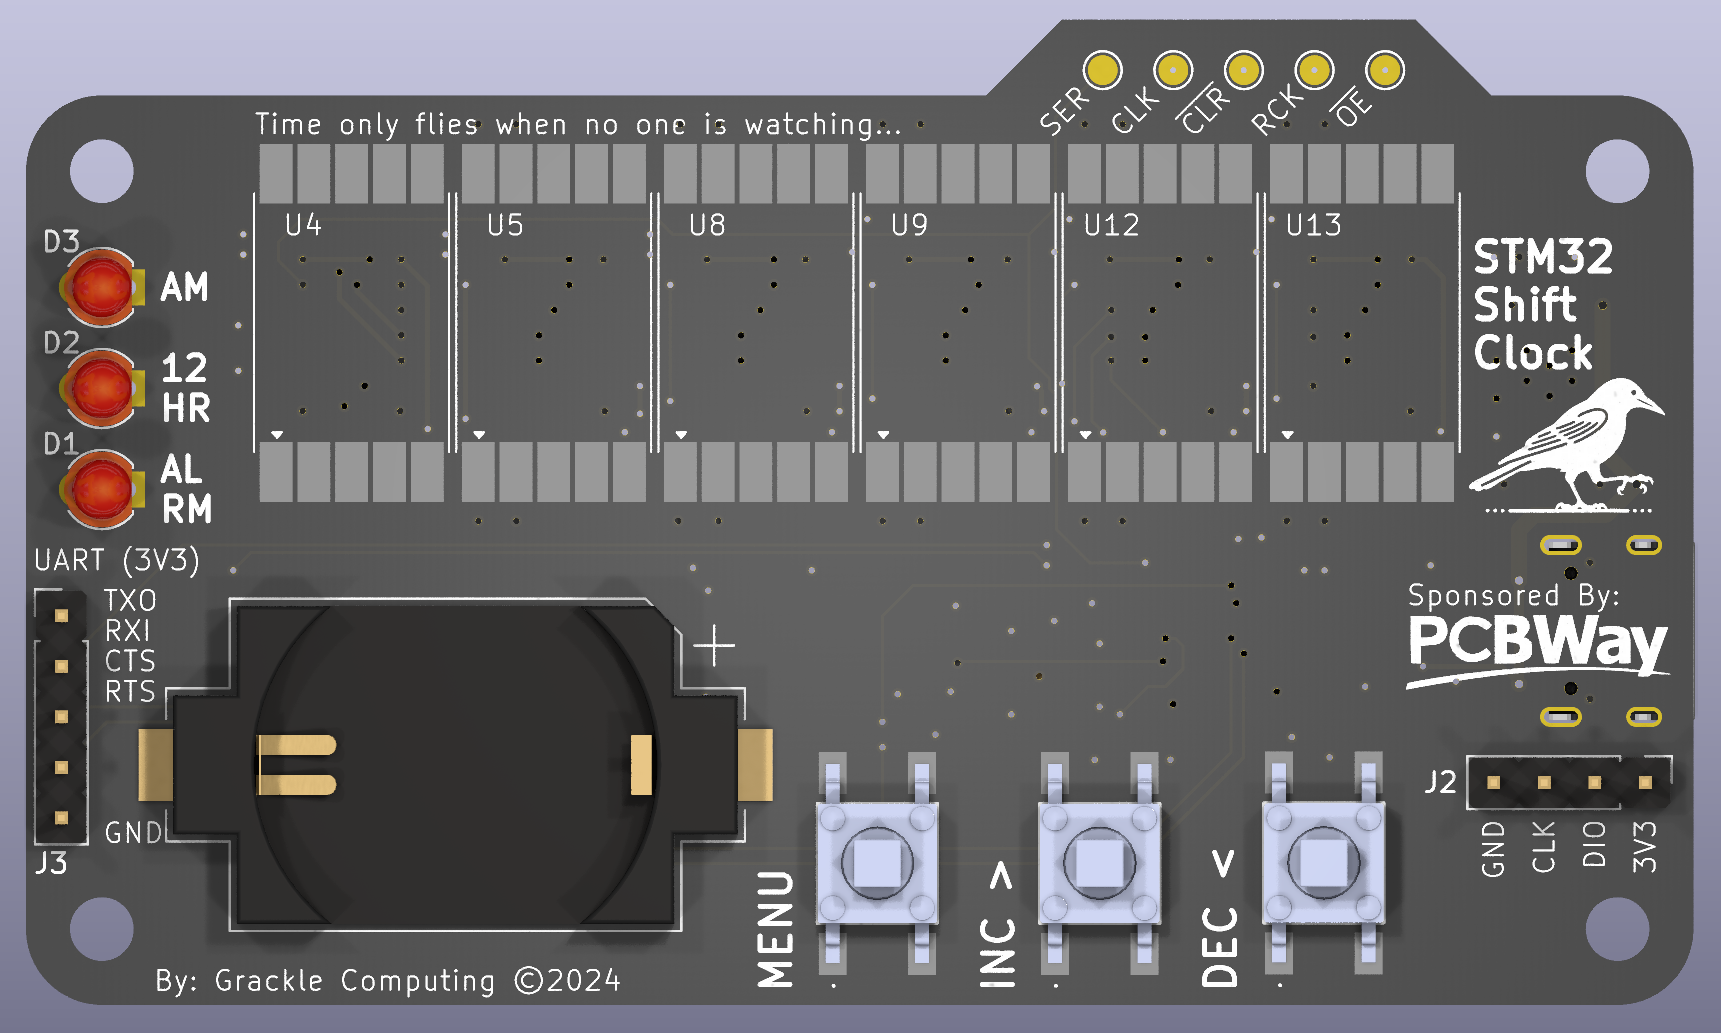 SER CLK CLR RCK OE
Time only flies when no one is watching...
U4 U5 U8 U9 U12 U13
D3
AM
D2
12
HR
D1
AL
RM
STM32
Shift
Clock
UART (3V3)
TXO
RXI
CTS
RTS
GND
J3
+
Sponsored By:
PCBWay
J2
GND CLK DIO 3V3
MENU
INC >
DEC <
By: Grackle Computing ©2024